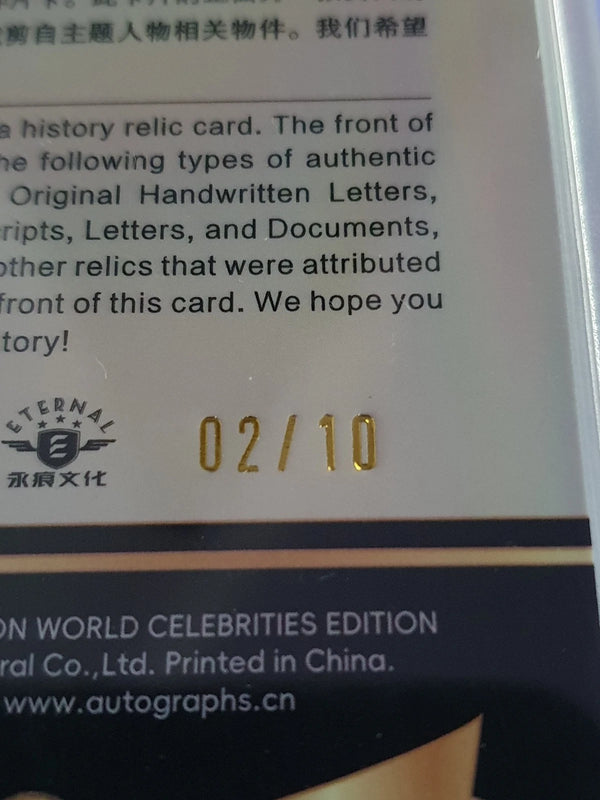 剪自主题人物相关物件。我们希望
a history relic card. The front of
he following types of authentic
Original Handwritten Letters,
ripts, Letters, and Documents,
other relics that were attributed
front of this card. We hope you
tory!
ETERNAL
永痕文化
02/10
ON WORLD CELEBRITIES EDITION
ral Co.,Ltd. Printed in China.
www.autographs.cn